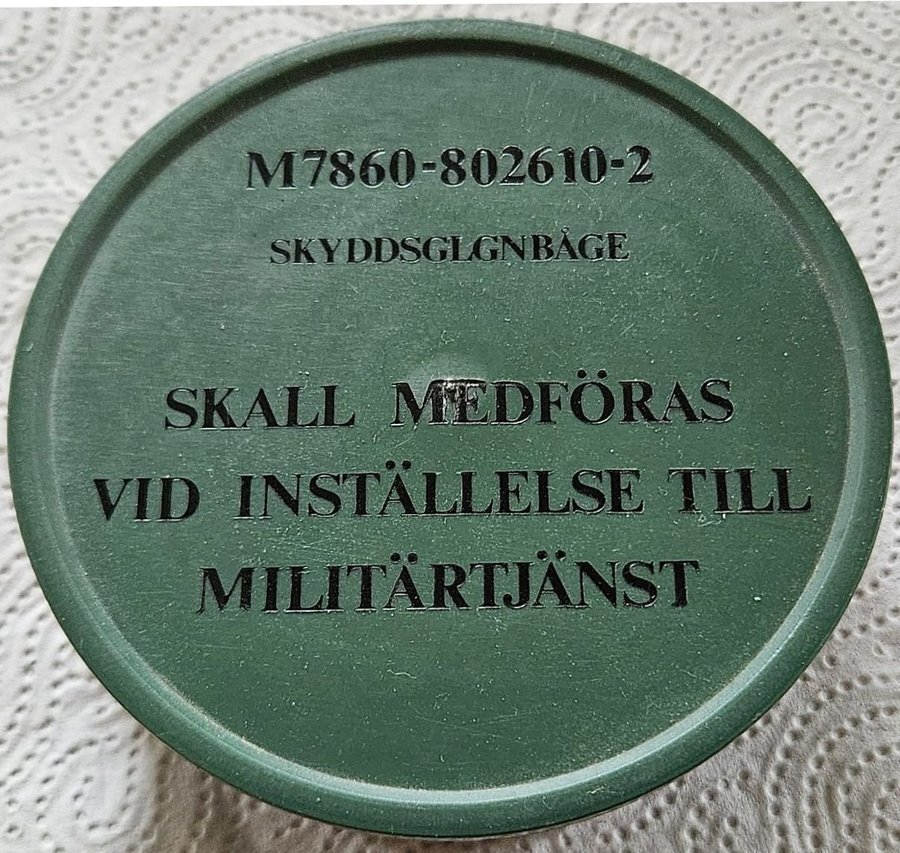 M7860-802610-2
SKYDDSGLGNBÅGE
SKALL MEDFÖRAS
VID INSTÄLLELSE TILL
MILITÄRTJÄNST